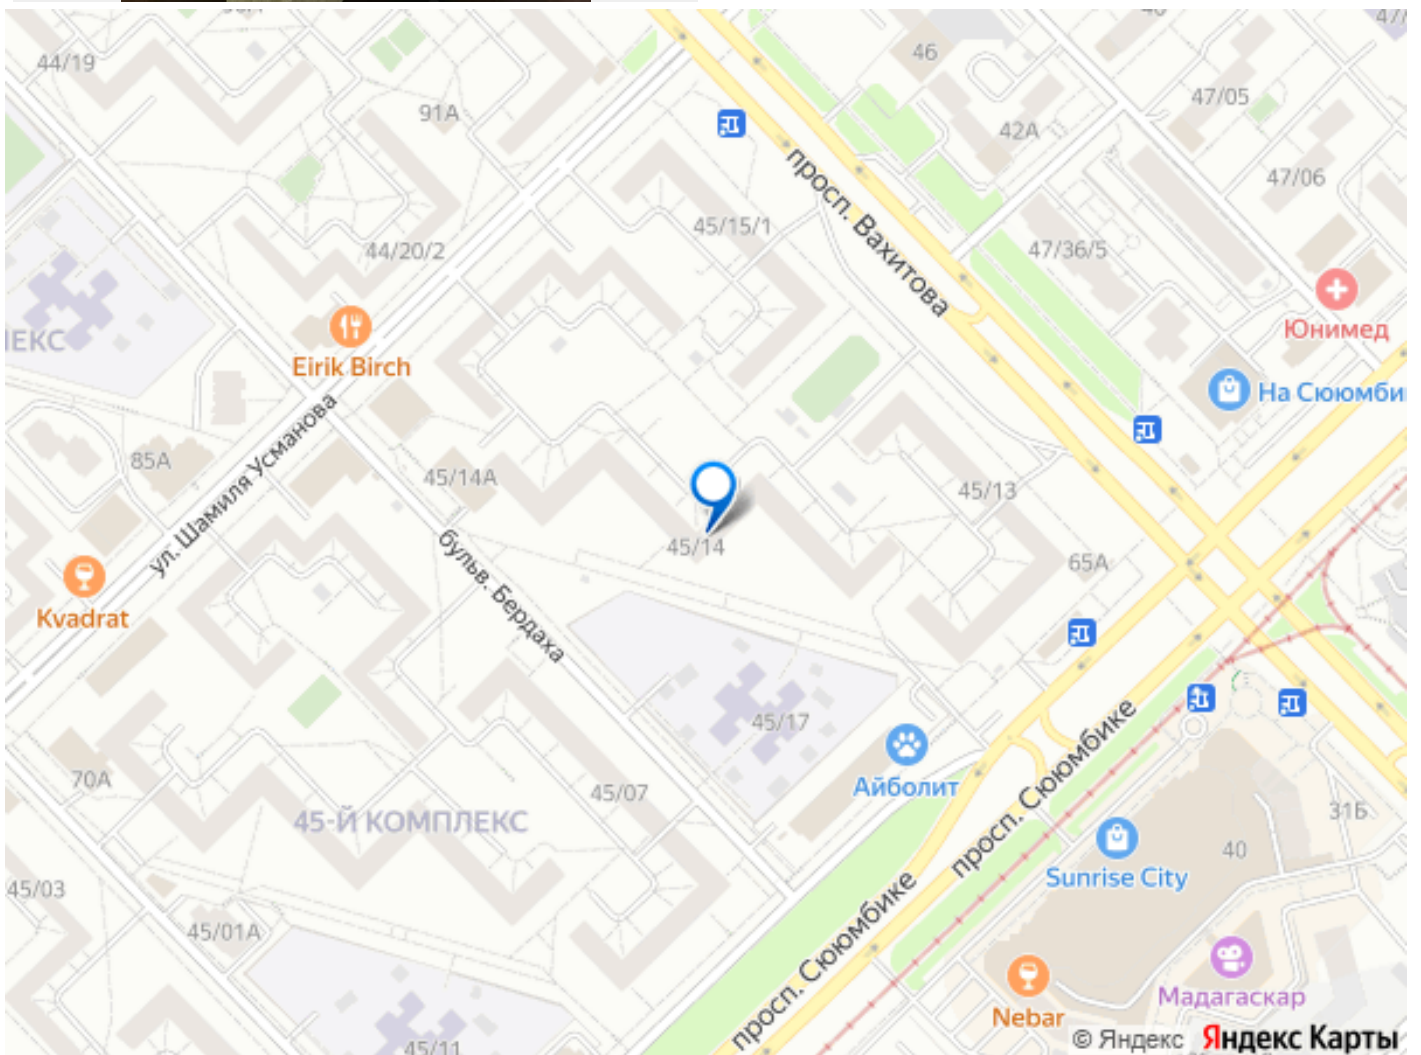 46
44/19
47/05
91А
42А
47/06
просп. Вахитова
45/15/1
44/20/2
47/36/5
Юнимед
ЛЕКС
Eirik Birch
На Сююмби
ул. Шамиля Усманова
85А
45/14А
45/13
бульв. Бердаха
45/14
65А
Kvadrat
45/17
просп. Сююмбике
Айболит
70А
45/07
45-Й КОМПЛЕКС
31Б
40
Sunrise City
45/03
просп. Сююмбике
45/01А
Мадагаскар
Nebar
© Яндекс Яндекс Карты
45/11